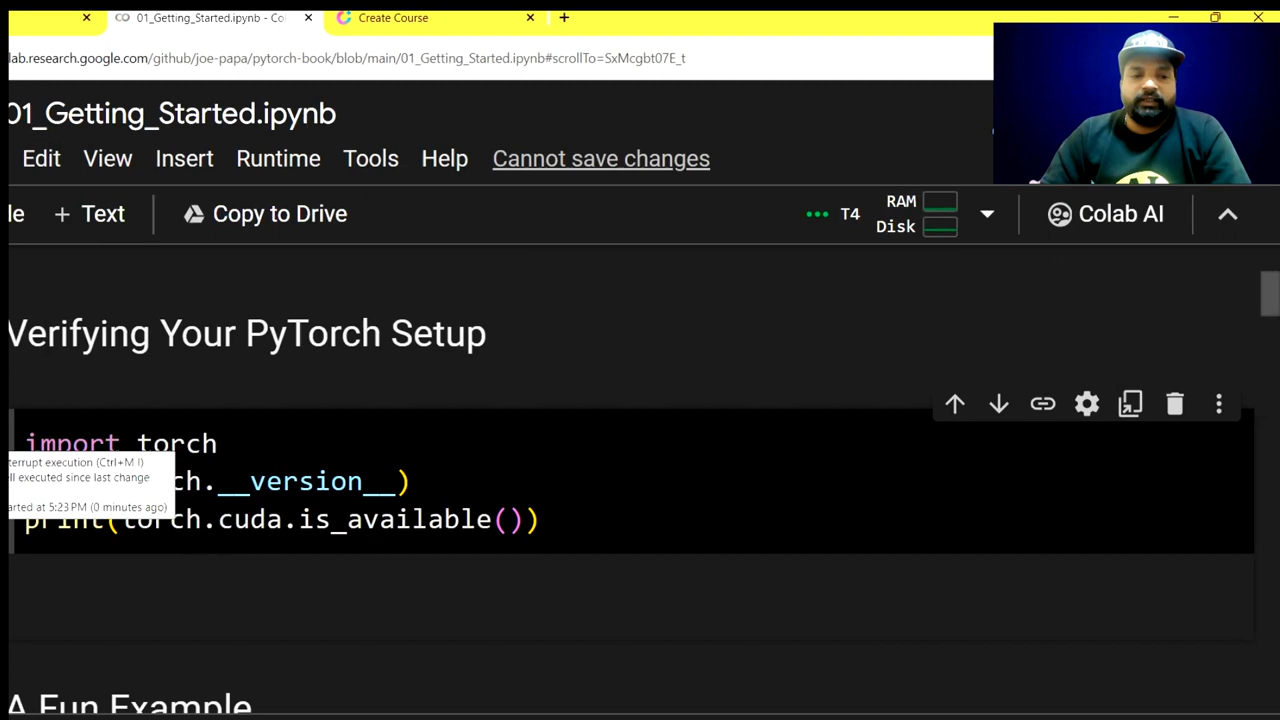 01_Getting_Started.ipynb - Co
Create Course
lab.research.google.com/github/joe-papa/pytorch-book/blob/main/01_Getting_Started.ipynb#scrollTo=SxMcgbt07E_t
01_Getting_Started.ipynb
Edit View Insert Runtime Tools Help Cannot save changes
+ Text Copy to Drive T4 RAM Disk Colab AI
Verifying Your PyTorch Setup
import torch
terrupt execution (Ctrl+M I)
ll executed since last change
arted at 5:23 PM (0 minutes ago)
ch.__version__)
print(torch.cuda.is_available())
A Fun Example